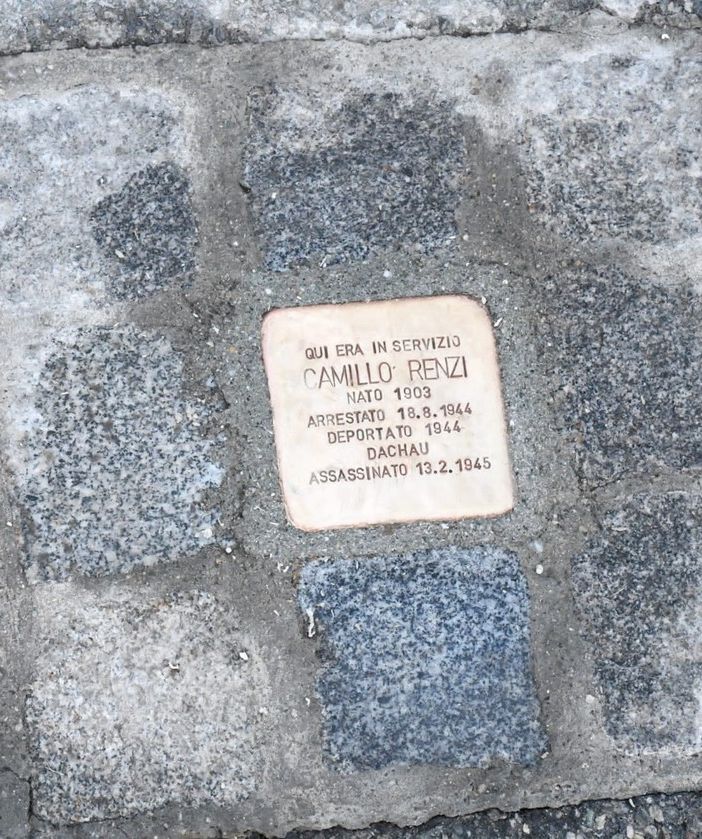 QUI ERA IN SERVIZIO
CAMILLO RENZI
NATO 1903
ARRESTATO 18.8.1944
DEPORTATO 1944
DACHAU
ASSASSINATO 13.2.1945